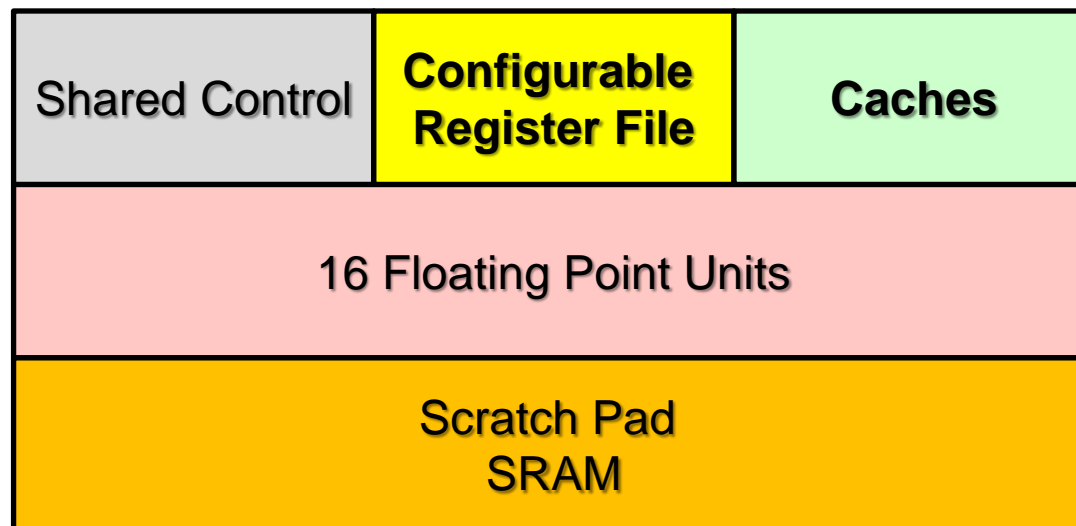 Shared Control
Configurable
Register File
Caches
16 Floating Point Units
Scratch Pad
SRAM